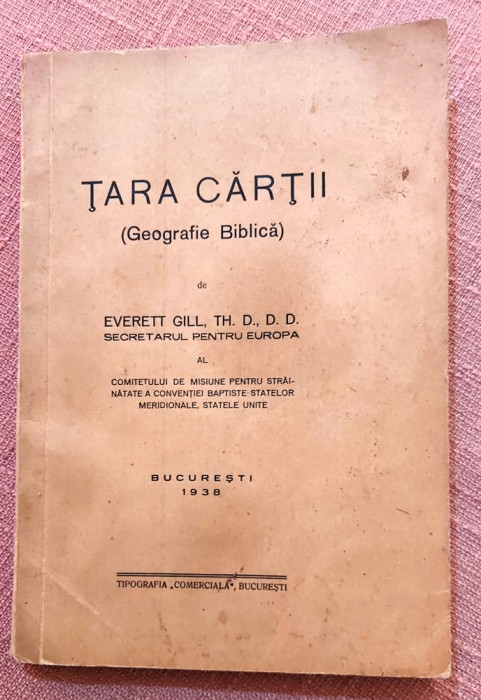 ŢARA CĂRŢII
(Geografie Biblică)
de
EVERETT GILL, TH. D., D. D.
SECRETARUL PENTRU EUROPA
AL
COMITETULUI DE MISIUNE PENTRU STRĂI-
NĂTATE A CONVENŢIEI BAPTISTE STATELOR
MERIDIONALE, STATELE UNITE
BUCUREŞTI
1938
TIPOGRAFIA „COMERCIALA", BUCUREŞTI